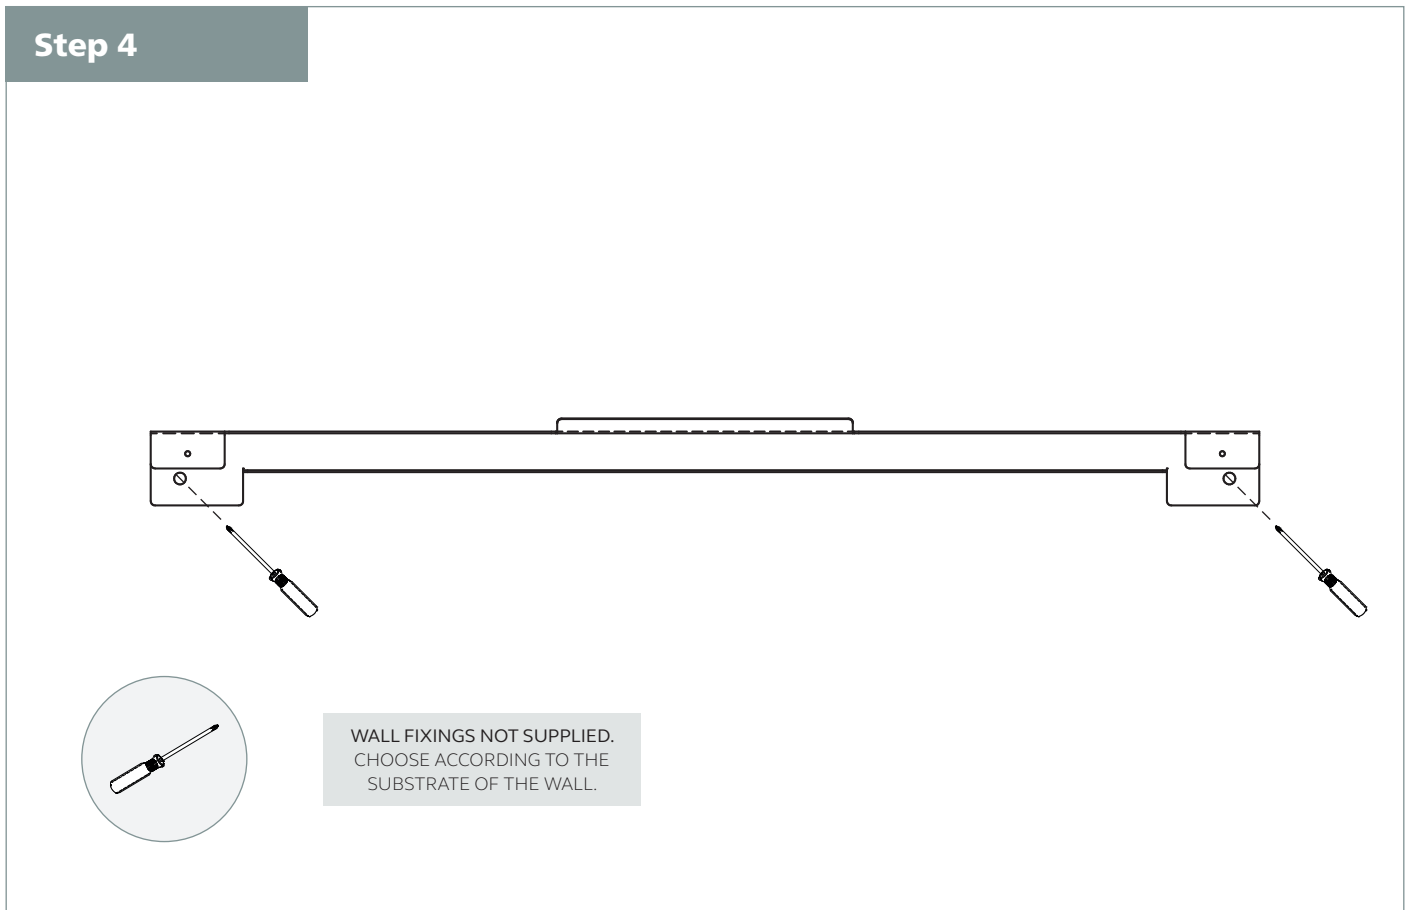 Step 4
WALL FIXINGS NOT SUPPLIED.
CHOOSE ACCORDING TO THE
SUBSTRATE OF THE WALL.